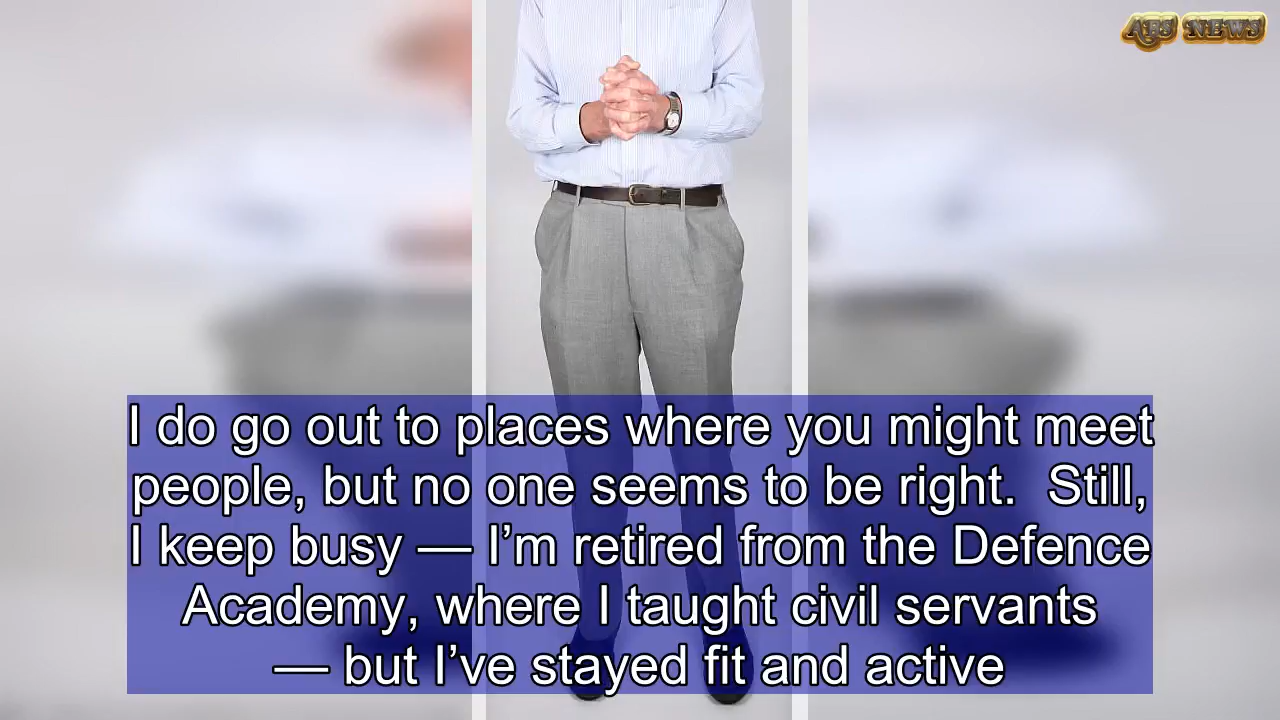 ABS NEWS
I do go out to places where you might meet
people, but no one seems to be right.  Still,
I keep busy — I’m retired from the Defence
Academy, where I taught civil servants
— but I’ve stayed fit and active